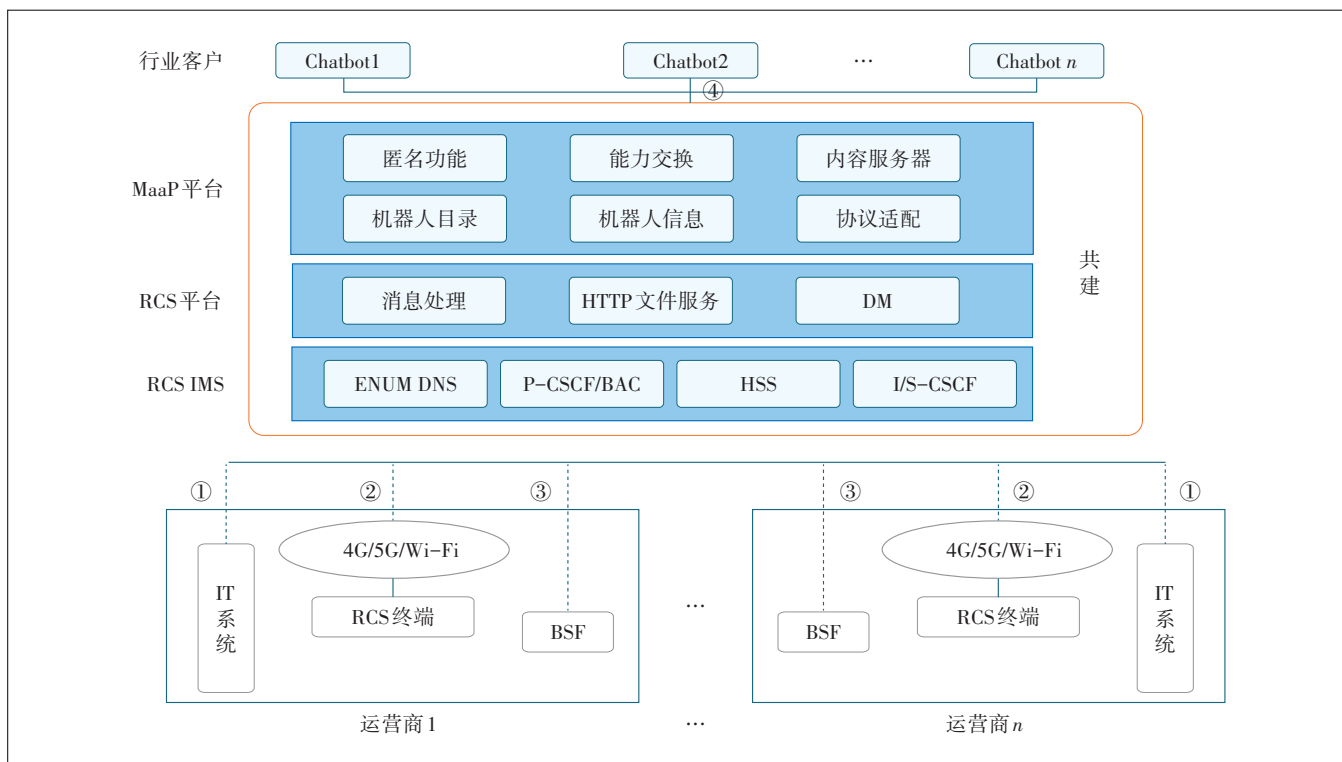 行业客户 Chatbot1 Chatbot2 … Chatbot n
④
匿名功能 能力交换 内容服务器
MaaP平台
机器人目录 机器人信息 协议适配
共建
RCS平台 消息处理 HTTP文件服务 DM
RCS IMS ENUM DNS P-CSCF/BAC HSS I/S-CSCF
① ② ③ ③ ② ①
4G/5G/Wi-Fi 4G/5G/Wi-Fi
IT系统 RCS终端 BSF … BSF RCS终端 IT系统
运营商1 … 运营商n